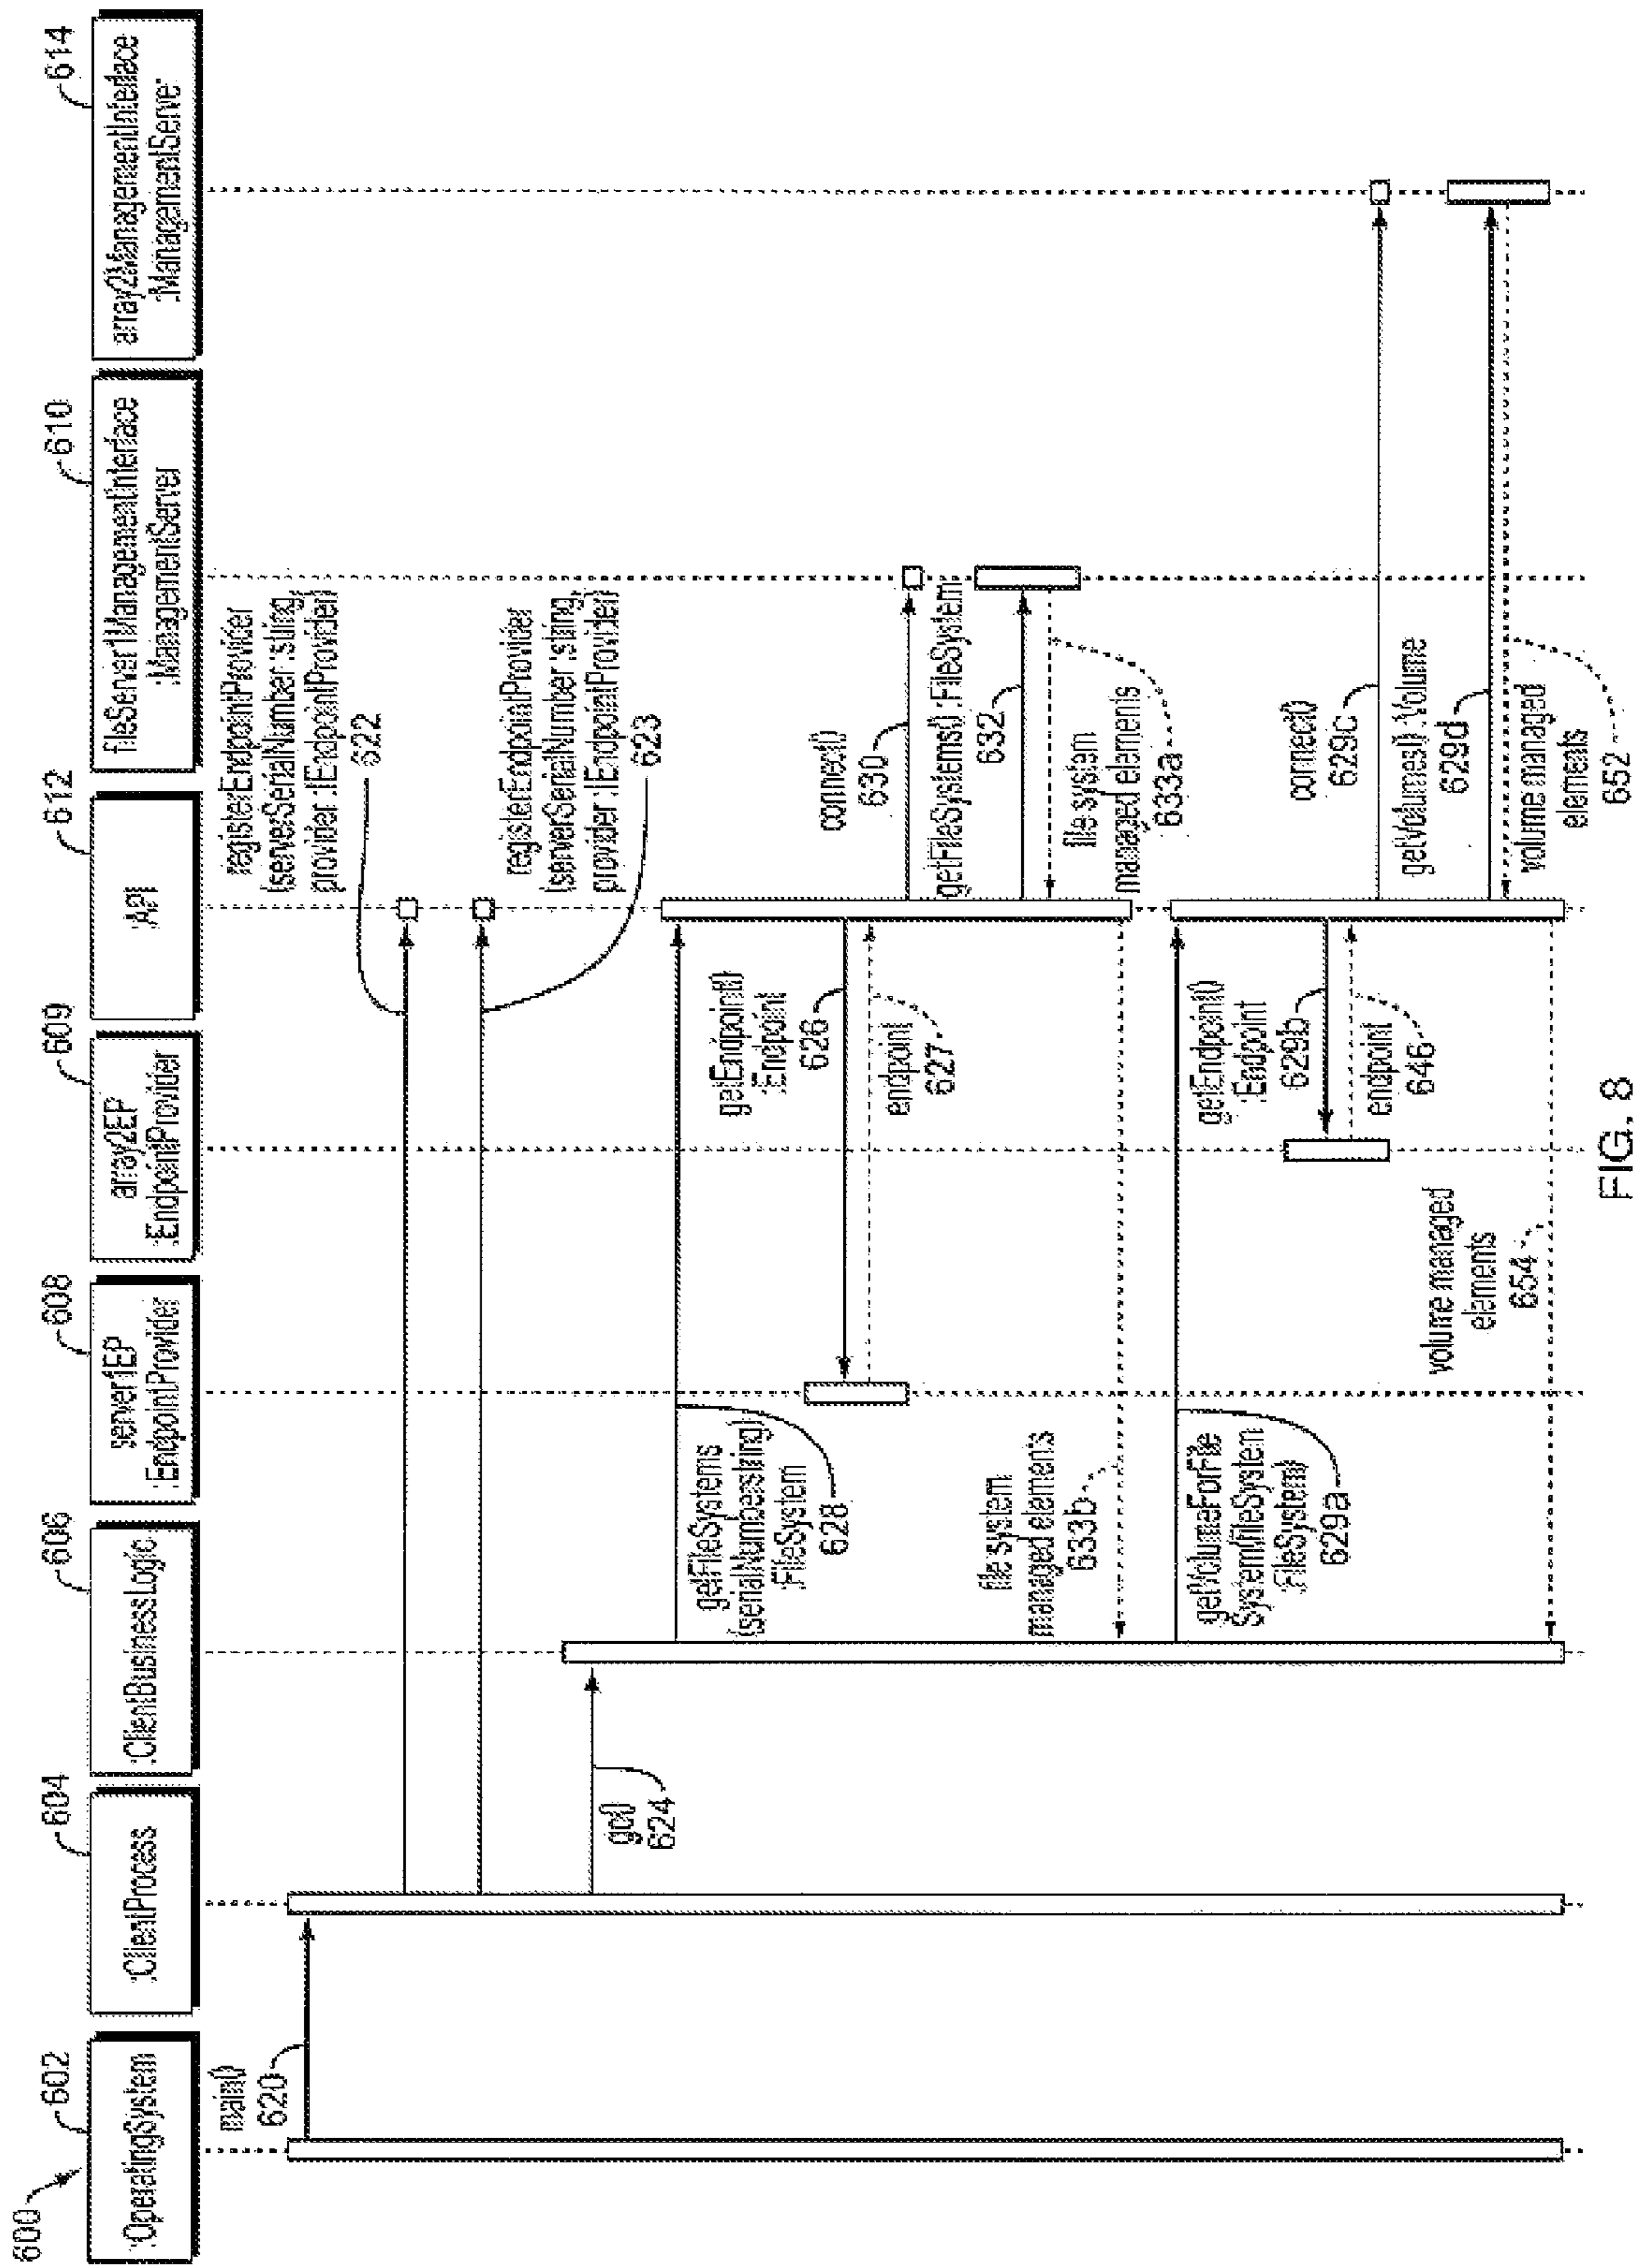 600
602
:OperatingSystem
604
:ClientProcess
606
:ClientBusinessLogic
608
server1EP
:EndpointProvider
609
array2EP
:EndpointProvider
612
:API
610
fileServer1ManagementInterface
:ManagementServer
614
array2ManagementInterface
:ManagementServe
main()
620
registerEndpointProvider
(serverSerialNumber :string,
provider :IEndpointProvider)
622
registerEndpointProvider
(serverSerialNumber :string,
provider :IEndpointProvider)
623
go()
624
getFileSystems
(serialNumber:string)
:FileSystem
628
getEndpoint()
:Endpoint
626
endpoint
627
connect()
630
getFileSystems() :FileSystem
632
file system
managed elements
633a
file system
managed elements
633b
getVolumeForFile
System(fileSystem
:FileSystem)
629a
getEndpoint()
:Endpoint
629b
endpoint
646
connect()
629c
getVolumes() :Volume
629d
volume managed
elements
652
volume managed
elements
654
FIG. 8